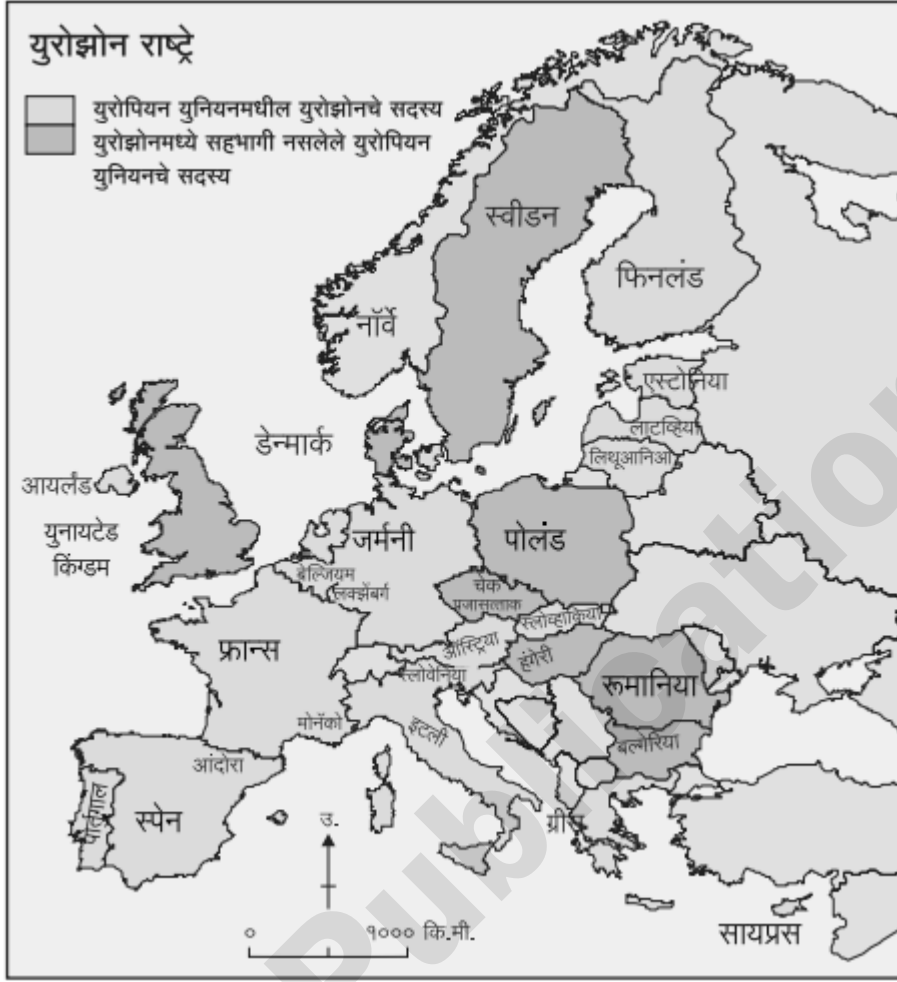 युरोझोन राष्ट्रे
युरोपियन युनियनमधील युरोझोनचे सदस्य
युरोझोनमध्ये सहभागी नसलेले युरोपियन
युनियनचे सदस्य
स्वीडन
फिनलंड
नॉर्वे
एस्टोनिया
लाटव्हिया
लिथूआनिआ
डेन्मार्क
आयर्लंड
युनायटेड
किंग्डम
जर्मनी
पोलंड
बेल्जियम
लक्झेंबर्ग
चेक
प्रजासत्ताक
स्लोव्हाकिया
ऑस्ट्रिया
हंगेरी
फ्रान्स
स्लोवेनिया
रूमानिया
मोनॅको
इटली
बल्गेरिया
आंदोरा
पोर्तुगाल
स्पेन
उ.
ग्रीस
० १००० कि.मी.
सायप्रस
Publication